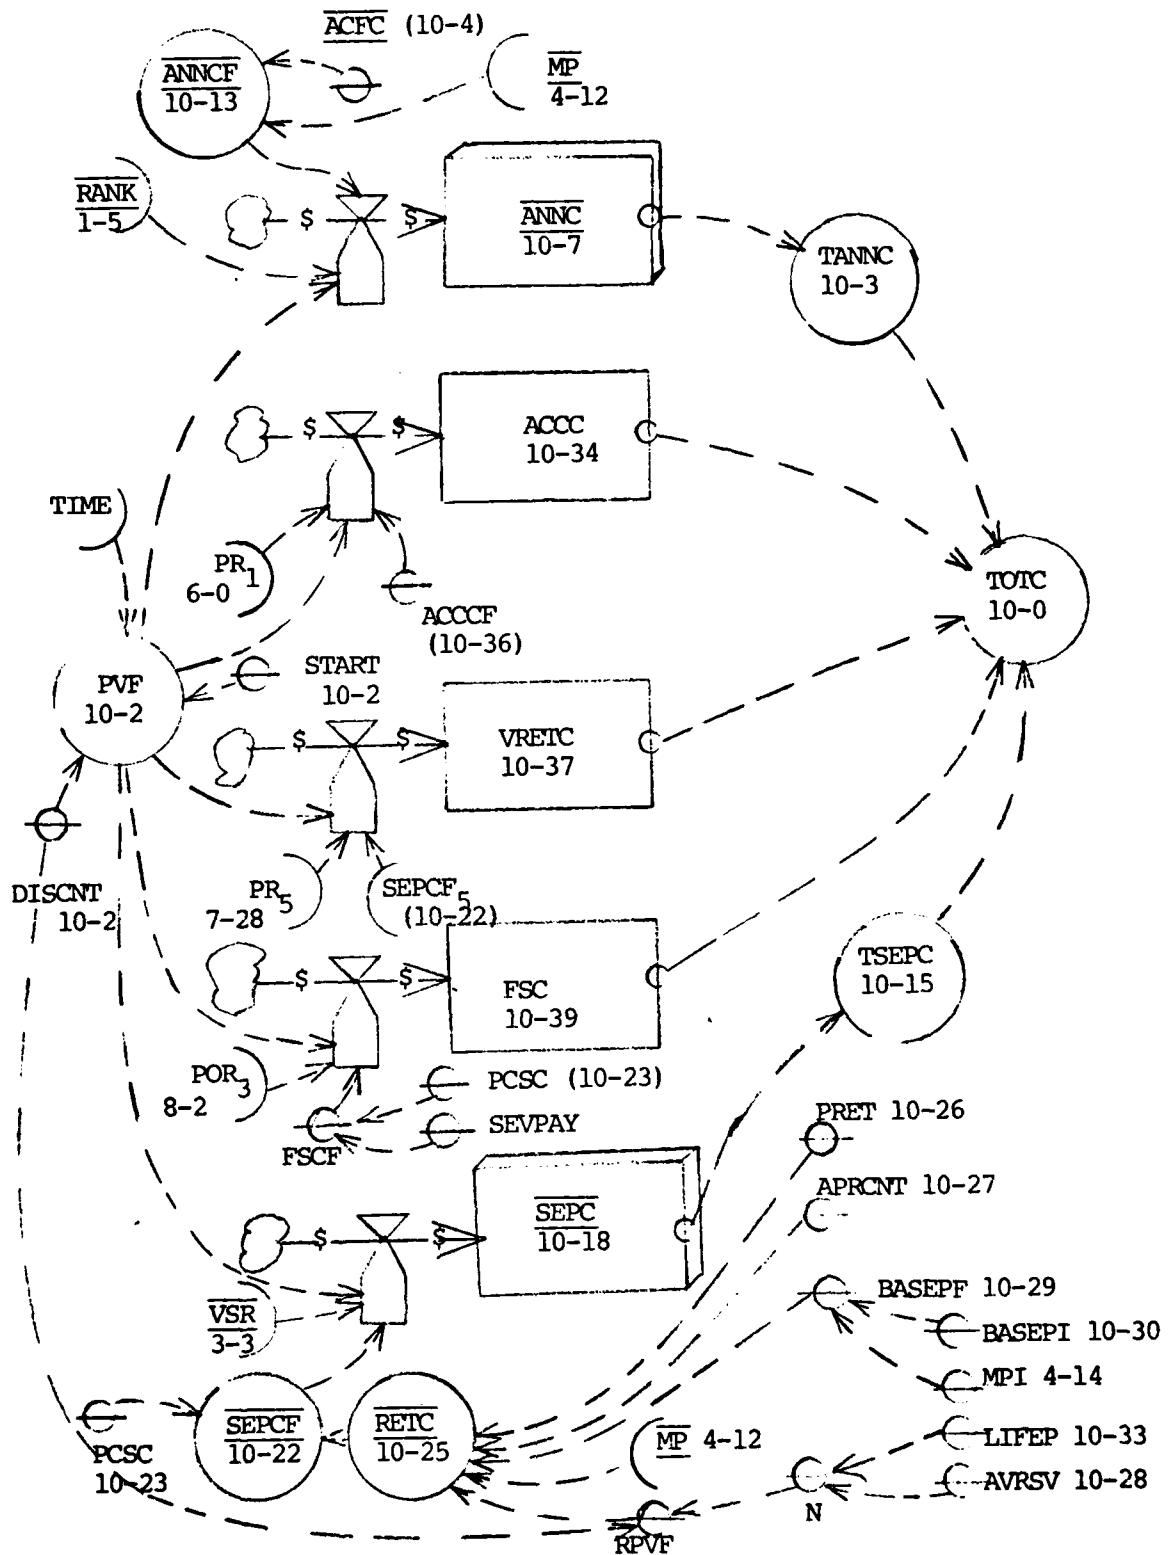 ACFC (10-4)
ANNCF
10-13
MP
4-12
RANK
1-5
$
$
ANNC
10-7
TANNC
10-3
$
$
ACCC
10-34
TIME
PR1
6-0
ACCCF
(10-36)
TOTC
10-0
PVF
10-2
START
10-2
$
$
VRETC
10-37
DISCNT
10-2
PR5
7-28
SEPCF5
(10-22)
TSEPC
10-15
$
$
FSC
10-39
POR3
8-2
PCSC (10-23)
SEVPAY
FSCF
PRET 10-26
APRCNT 10-27
$
$
SEPC
10-18
VSR
3-3
BASEPF 10-29
BASEPI 10-30
MPI 4-14
SEPCF
10-22
RETC
10-25
MP 4-12
LIFEP 10-33
PCSC
10-23
AVRSV 10-28
N
RPVF